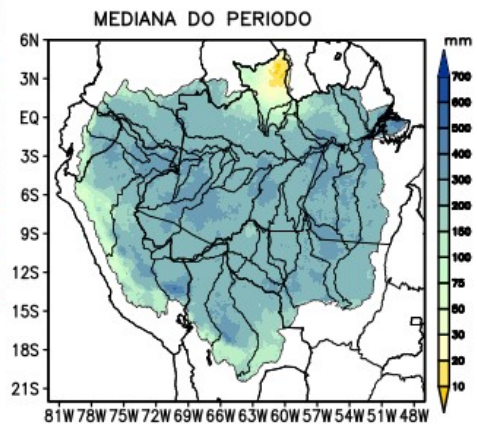 MEDIANA DO PERIODO
mm
6N
3N
EQ
3S
6S
9S
12S
15S
18S
21S
700
600
500
400
300
200
150
100
75
50
30
20
10
81W 78W 75W 72W 69W 66W 63W 60W 57W 54W 51W 48W